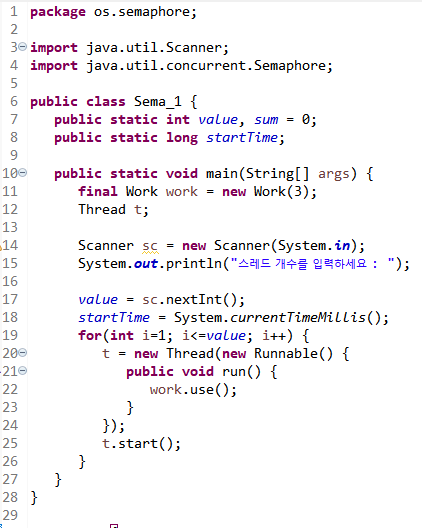 1 package os.semaphore;
2
3 import java.util.Scanner;
4 import java.util.concurrent.Semaphore;
5
6 public class Sema_1 {
7 public static int value, sum = 0;
8 public static long startTime;
9
10 public static void main(String[] args) {
11 final Work work = new Work(3);
12 Thread t;
13
14 Scanner sc = new Scanner(System.in);
15 System.out.println("스레드 개수를 입력하세요 : ");
16
17 value = sc.nextInt();
18 startTime = System.currentTimeMillis();
19 for(int i=1; i<=value; i++) {
20 t = new Thread(new Runnable() {
21 public void run() {
22 work.use();
23 }
24 });
25 t.start();
26 }
27 }
28 }
29